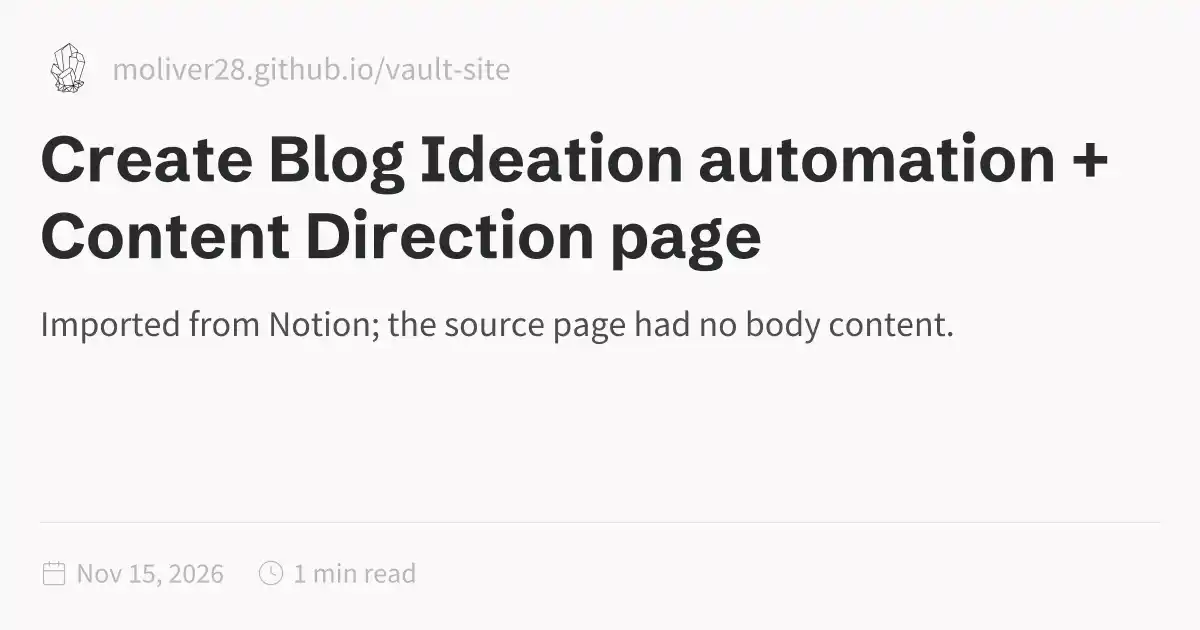 moliver28.github.io/vault-site
Create Blog Ideation automation +
Content Direction page
Imported from Notion; the source page had no body content.
Nov 15, 2026
1 min read